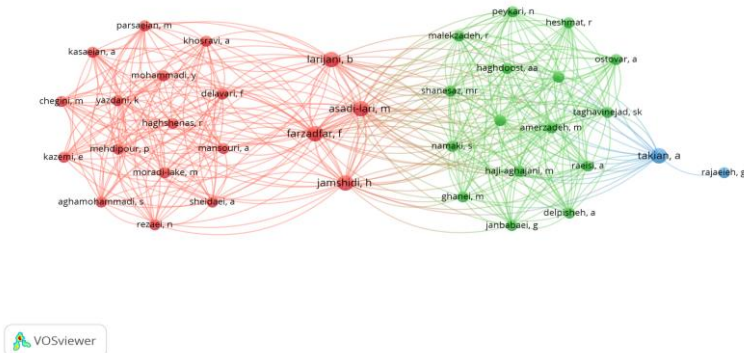 peykari, n
heshmat, r
parsaeian, m
malekzadeh, r
khosravi, a
kasaeian, a
larijani, b
ostovar, a
haghdoost, aa
mohammadi, y
shanesaz, mr
delavari, f
chegini, m
yazdani, k
asadi-lari, m
taghavinejad, sk
haghshenas, r
amerzadeh, m
farzadfar, f
namaki, s
mehdipour, p
mansouri, a
kazemi, e
takian, a
raeisi, a
moradi-lake, m
haji-aghajani, m
rajaeieh, g
jamshidi, h
ghanei, m
aghamohammadi, s
sheidaei, a
delpisheh, a
rezaei, n
janbabaei, g
VOSviewer